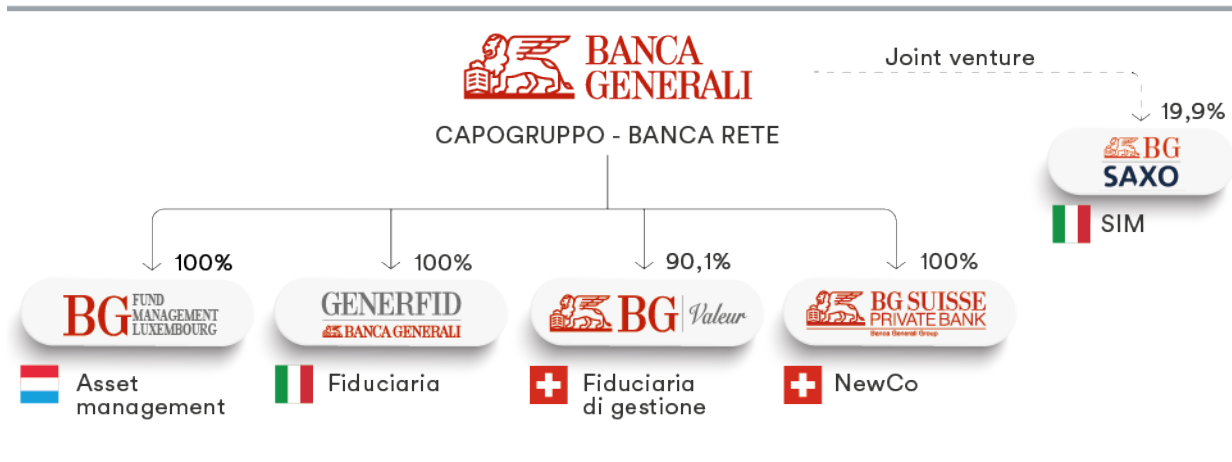 BANCA
GENERALI
Joint venture
CAPOGRUPPO - BANCA RETE
19,9%
BG
SAXO
SIM
100%
100%
90,1%
100%
BG FUND
MANAGEMENT
LUXEMBOURG
GENERFID
BANCA GENERALI
BG Valeur
BG SUISSE
PRIVATE BANK
Banca Generali Group
Asset
management
Fiduciaria
Fiduciaria
di gestione
NewCo